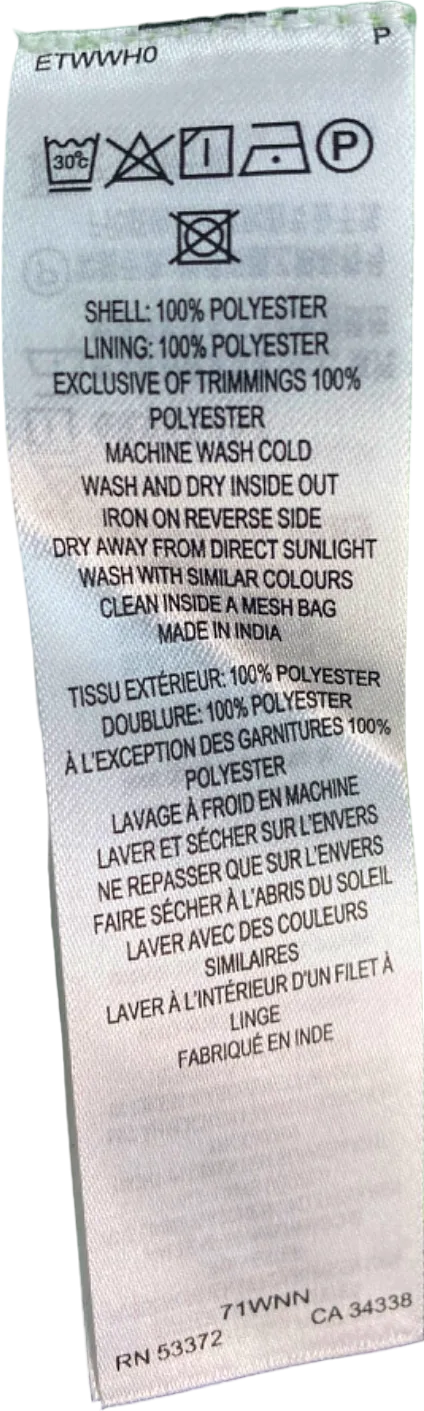 ETWWH0 P
30°c P
SHELL: 100% POLYESTER
LINING: 100% POLYESTER
EXCLUSIVE OF TRIMMINGS 100%
POLYESTER
MACHINE WASH COLD
WASH AND DRY INSIDE OUT
IRON ON REVERSE SIDE
DRY AWAY FROM DIRECT SUNLIGHT
WASH WITH SIMILAR COLOURS
CLEAN INSIDE A MESH BAG
MADE IN INDIA
TISSU EXTÉRIEUR: 100% POLYESTER
DOUBLURE: 100% POLYESTER
À L'EXCEPTION DES GARNITURES 100%
POLYESTER
LAVAGE À FROID EN MACHINE
LAVER ET SÉCHER SUR L'ENVERS
NE REPASSER QUE SUR L'ENVERS
FAIRE SÉCHER À L'ABRIS DU SOLEIL
LAVER AVEC DES COULEURS
SIMILAIRES
LAVER À L'INTÉRIEUR D'UN FILET À
LINGE
FABRIQUÉ EN INDE
71WNN
RN 53372 CA 34338